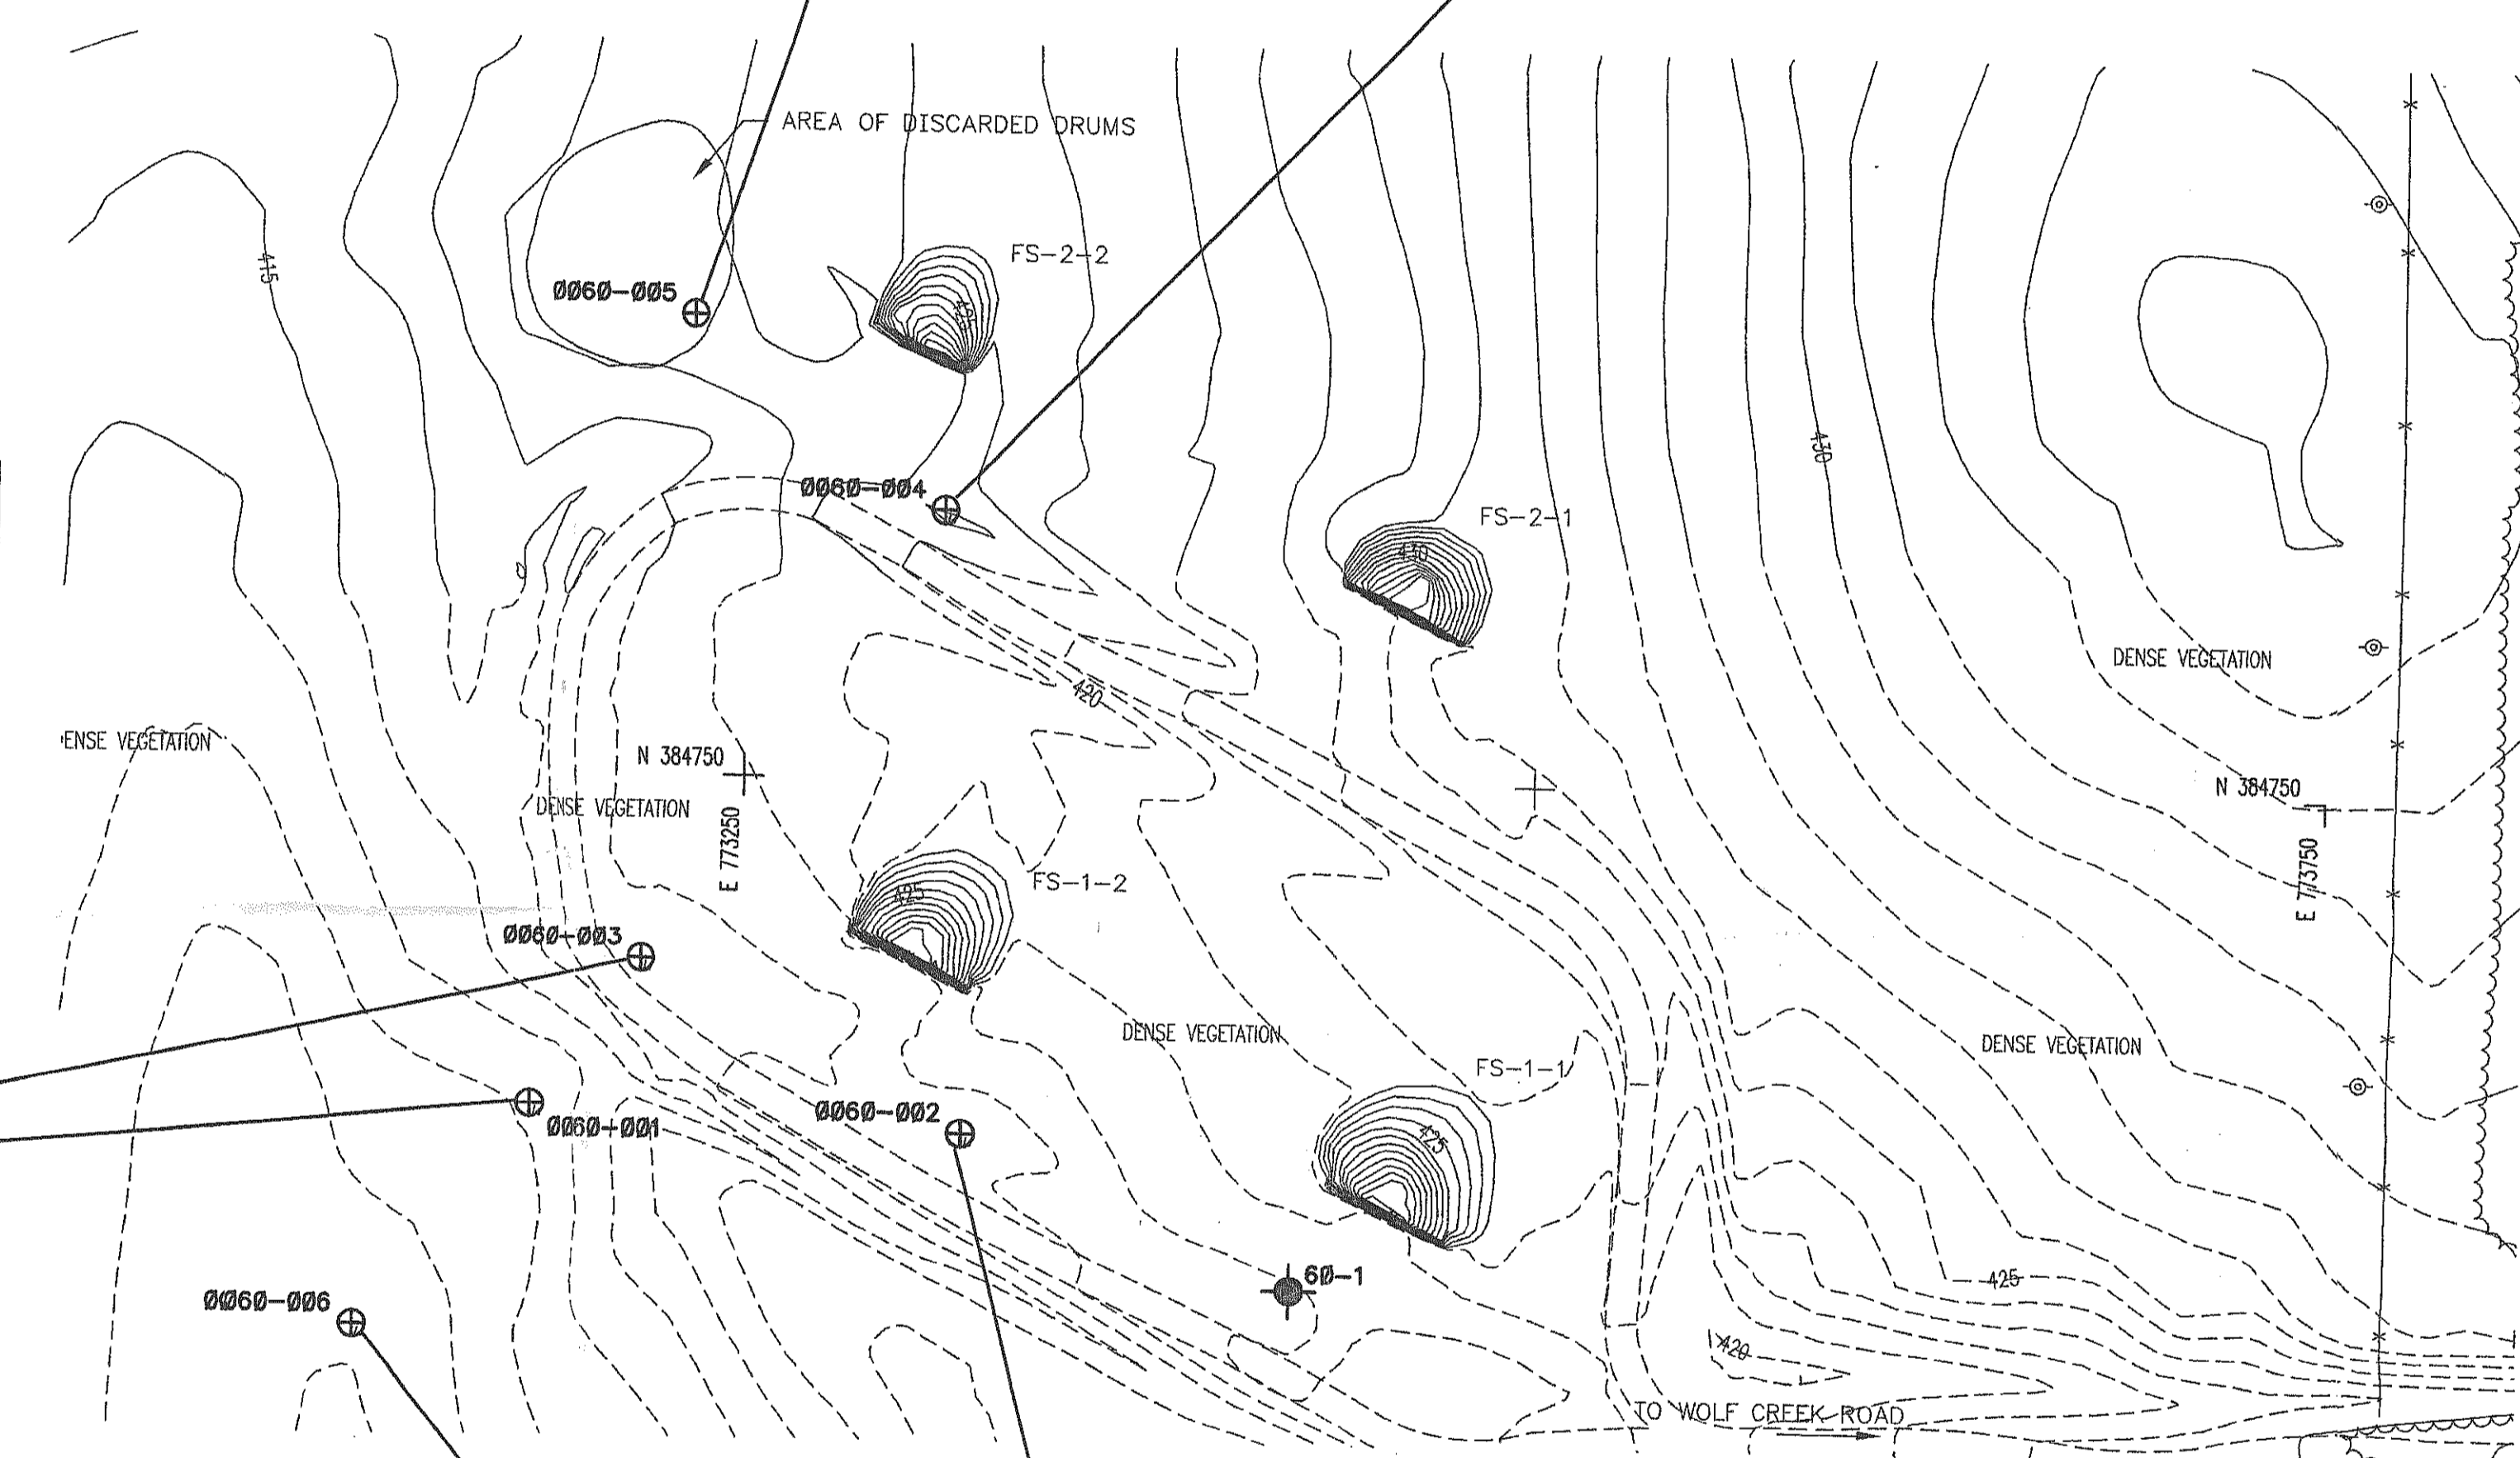 AREA OF DISCARDED DRUMS
FS-2-2
415
0060-005
425
430
0060-004
FS-2-1
430
DENSE VEGETATION
420
ENSE VEGETATION
N 384750
N 384750
DENSE VEGETATION
E 773250
E 773750
FS-1-2
425
0060-003
DENSE VEGETATION
DENSE VEGETATION
FS-1-1
0060-002
0060-001
425
60-1
425
0060-006
420
TO WOLF CREEK ROAD